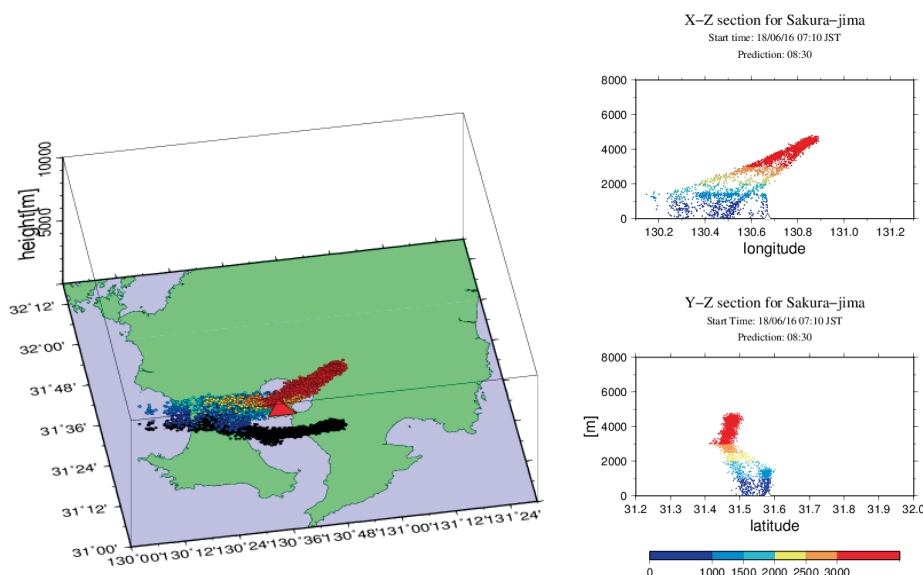 height[m]
10000
5000
32°12'
32°00'
31°48'
31°36'
31°24'
31°12'
31°00'
130°00'130°12'130°24'130°36'130°48'131°00'131°12'131°24'
X−Z section for Sakura−jima
Start time: 18/06/16 07:10 JST
Prediction: 08:30
8000
6000
4000
2000
0
130.2 130.4 130.6 130.8 131.0 131.2
longitude
Y−Z section for Sakura−jima
Start Time: 18/06/16 07:10 JST
Prediction: 08:30
[m]
8000
6000
4000
2000
0
31.2 31.3 31.4 31.5 31.6 31.7 31.8 31.9 32.0
latitude
0 1000 1500 2000 2500 3000